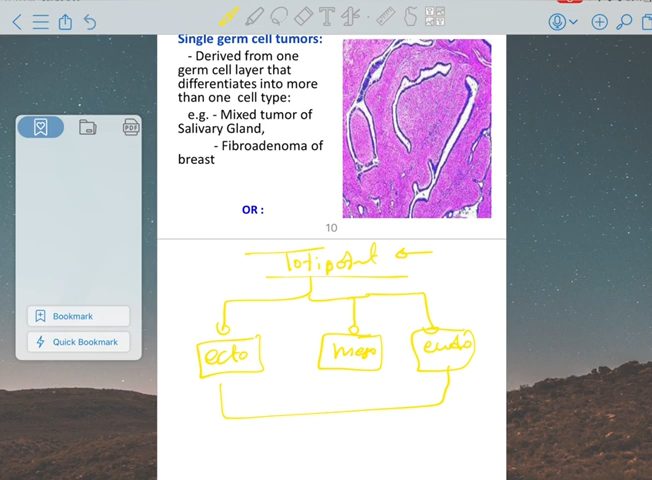 Single germ cell tumors:
- Derived from one
germ cell layer that
differentiates into more
than one cell type:
e.g. - Mixed tumor of
Salivary Gland,
- Fibroadenoma of
breast
OR :
10
Totipotent
ecto
meso
endo
PDF
Bookmark
Quick Bookmark